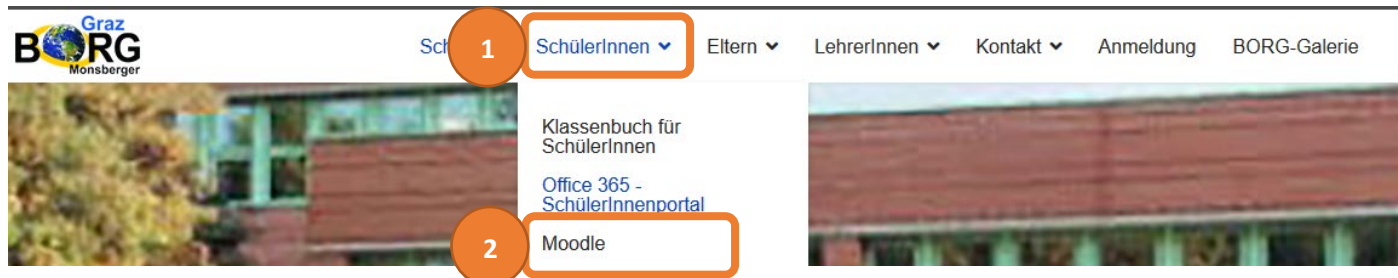 Graz
BORG
Monsberger
Sch
1
SchülerInnen
Eltern
LehrerInnen
Kontakt
Anmeldung
BORG-Galerie
Klassenbuch für
SchülerInnen
Office 365 -
SchülerInnenportal
2
Moodle